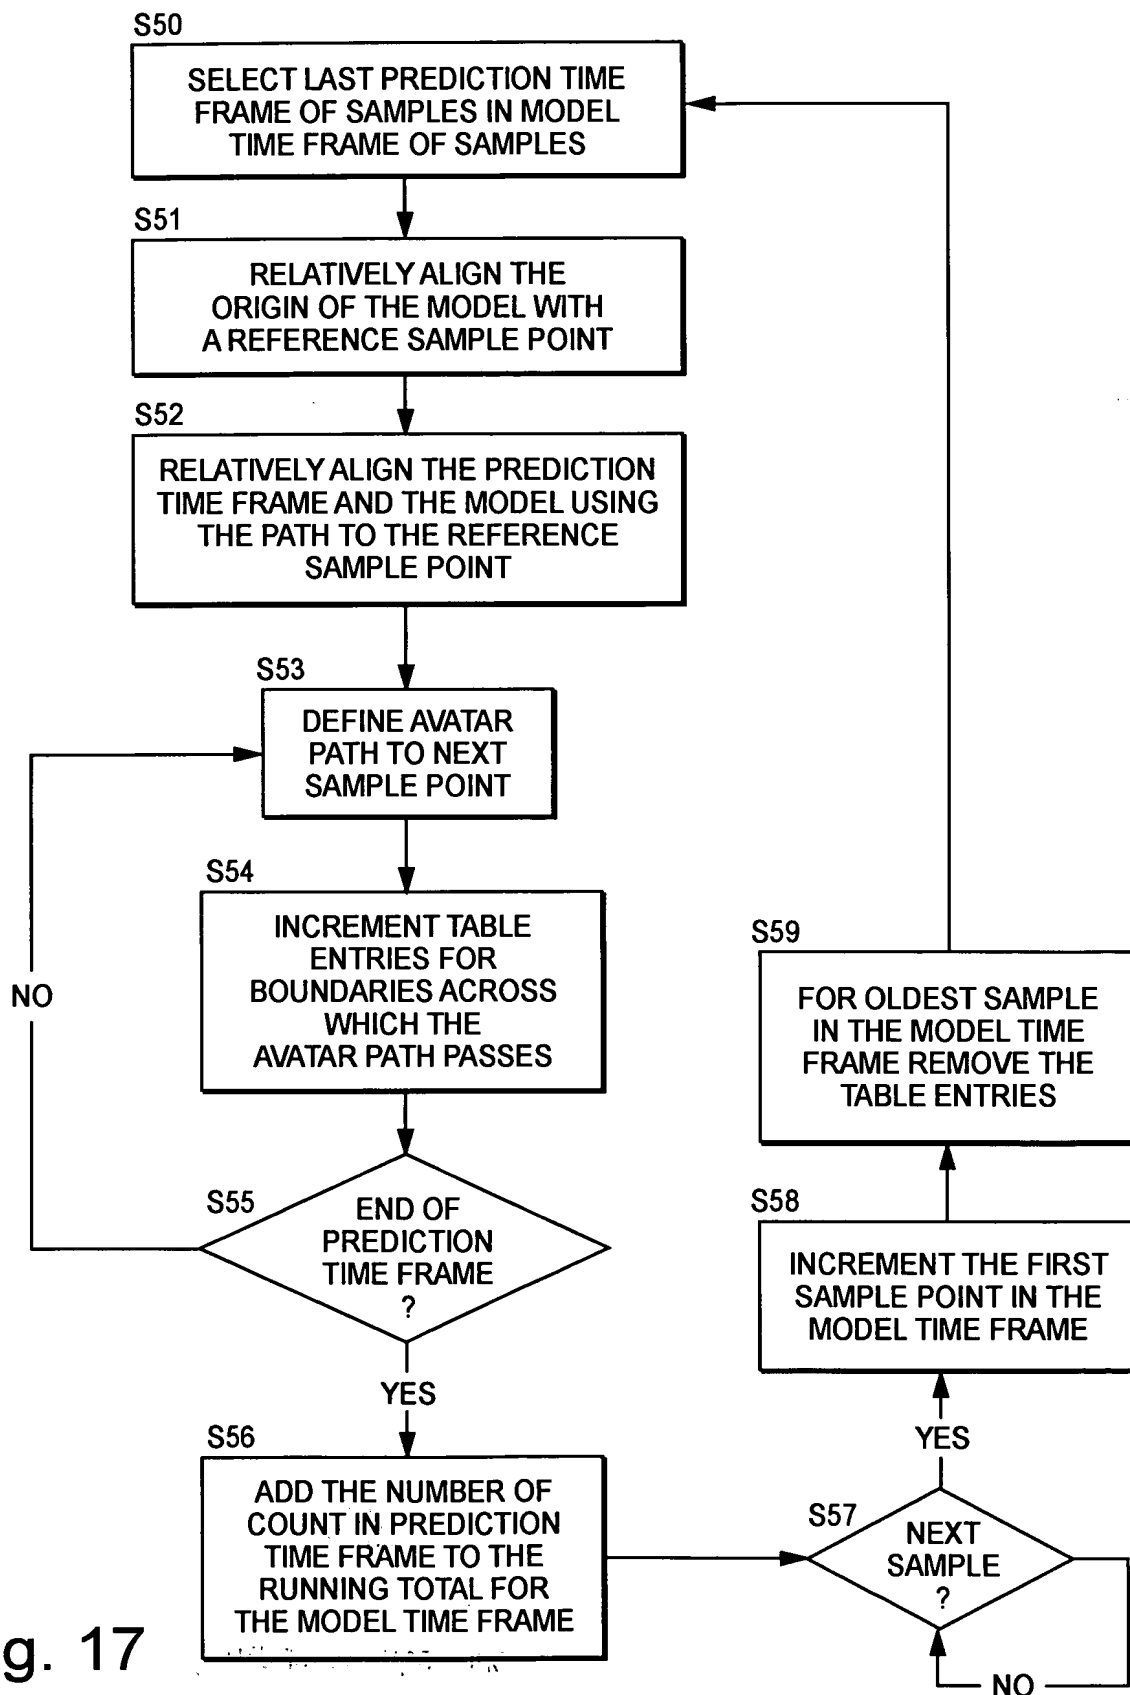 S50
SELECT LAST PREDICTION TIME
FRAME OF SAMPLES IN MODEL
TIME FRAME OF SAMPLES
S51
RELATIVELY ALIGN THE
ORIGIN OF THE MODEL WITH
A REFERENCE SAMPLE POINT
S52
RELATIVELY ALIGN THE PREDICTION
TIME FRAME AND THE MODEL USING
THE PATH TO THE REFERENCE
SAMPLE POINT
S53
DEFINE AVATAR
PATH TO NEXT
SAMPLE POINT
S54
INCREMENT TABLE
ENTRIES FOR
BOUNDARIES ACROSS
WHICH THE
AVATAR PATH PASSES
NO
S55
END OF
PREDICTION
TIME FRAME
?
YES
S56
ADD THE NUMBER OF
COUNT IN PREDICTION
TIME FRAME TO THE
RUNNING TOTAL FOR
THE MODEL TIME FRAME
S57
NEXT
SAMPLE
?
NO
YES
S58
INCREMENT THE FIRST
SAMPLE POINT IN THE
MODEL TIME FRAME
S59
FOR OLDEST SAMPLE
IN THE MODEL TIME
FRAME REMOVE THE
TABLE ENTRIES
g. 17